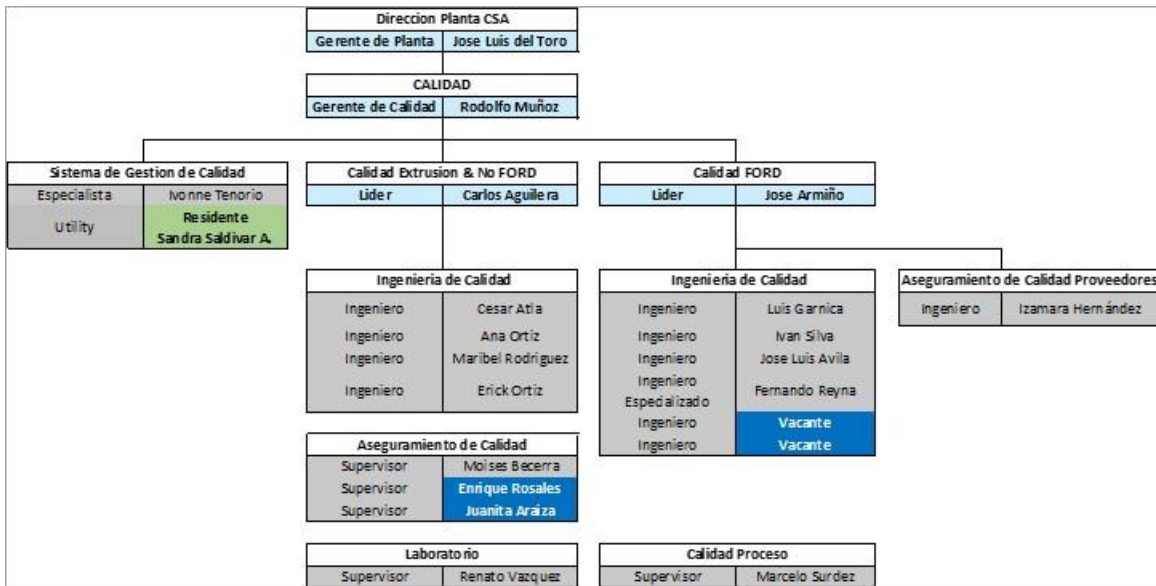 Direccion Planta CSA
Gerente de Planta Jose Luis del Toro
CALIDAD
Gerente de Calidad Rodolfo Muñoz
Sistema de Gestion de Calidad
Especialista Ivonne Tenorio
Utility Residente
Sandra Saldivar A.
Calidad Extrusion & No FORD
Lider Carlos Aguilera
Calidad FORD
Lider Jose Armiño
Ingenieria de Calidad
Ingeniero Cesar Atla
Ingeniero Ana Ortiz
Ingeniero Maribel Rodriguez
Ingeniero Erick Ortiz
Ingenieria de Calidad
Ingeniero Luis Garnica
Ingeniero Ivan Silva
Ingeniero Jose Luis Avila
Ingeniero
Especializado Fernando Reyna
Ingeniero Vacante
Ingeniero Vacante
Aseguramiento de Calidad Proveedores
Ingeniero Izamara Hernández
Aseguramiento de Calidad
Supervisor Moises Becerra
Supervisor Enrique Rosales
Supervisor Juanita Araiza
Laboratorio
Supervisor Renato Vazquez
Calidad Proceso
Supervisor Marcelo Surdez